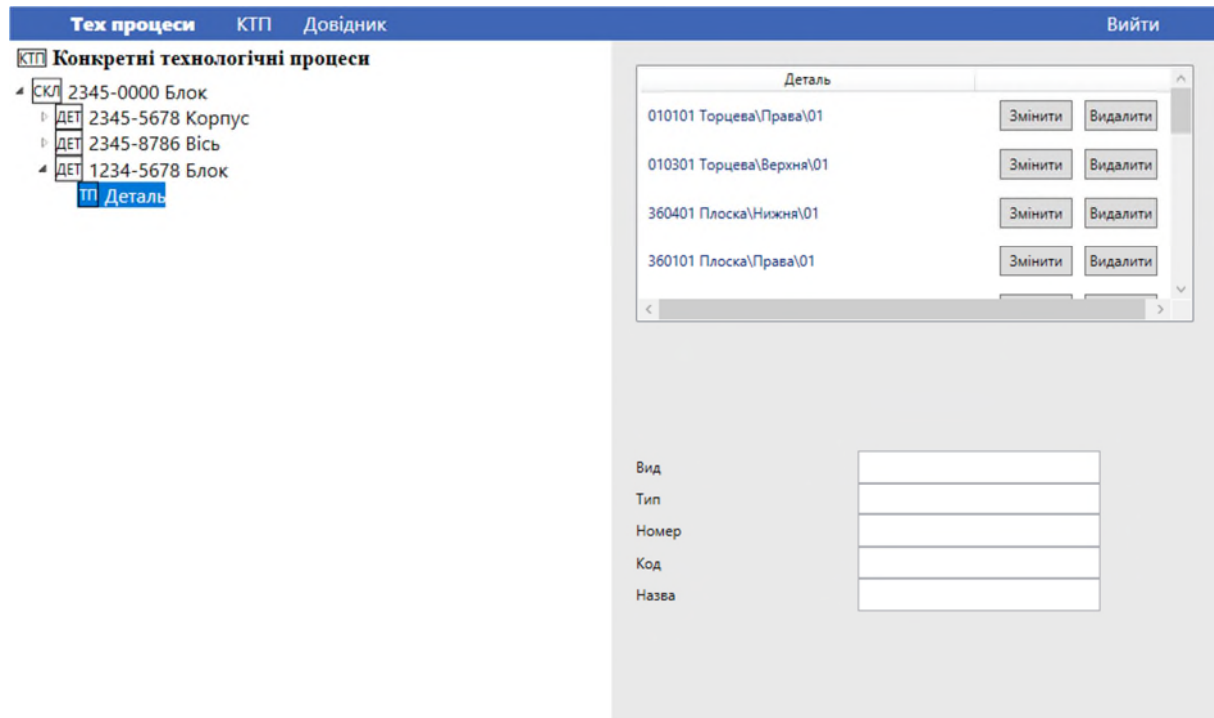 Тех процеси КТП Довідник Вийти
КТП Конкретні технологічні процеси
СКЛ 2345-0000 Блок
ДЕТ 2345-5678 Корпус
ДЕТ 2345-8786 Вісь
ДЕТ 1234-5678 Блок
ТП Деталь
Деталь
010101 Торцева\Права\01 Змінити Видалити
010301 Торцева\Верхня\01 Змінити Видалити
360401 Плоска\Нижня\01 Змінити Видалити
360101 Плоска\Права\01 Змінити Видалити
Вид
Тип
Номер
Код
Назва